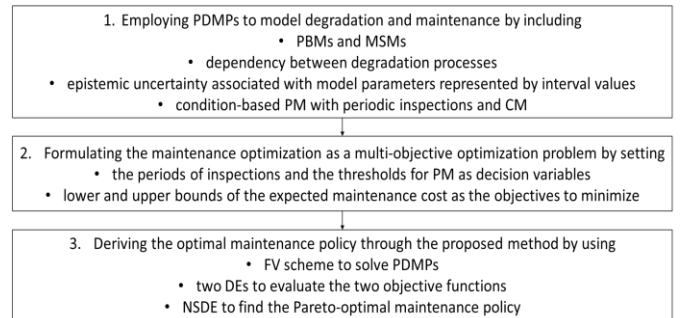 1. Employing PDMPs to model degradation and maintenance by including
• PBMs and MSMs
• dependency between degradation processes
• epistemic uncertainty associated with model parameters represented by interval values
• condition-based PM with periodic inspections and CM
2. Formulating the maintenance optimization as a multi-objective optimization problem by setting
• the periods of inspections and the thresholds for PM as decision variables
• lower and upper bounds of the expected maintenance cost as the objectives to minimize
3. Deriving the optimal maintenance policy through the proposed method by using
• FV scheme to solve PDMPs
• two DEs to evaluate the two objective functions
• NSDE to find the Pareto-optimal maintenance policy